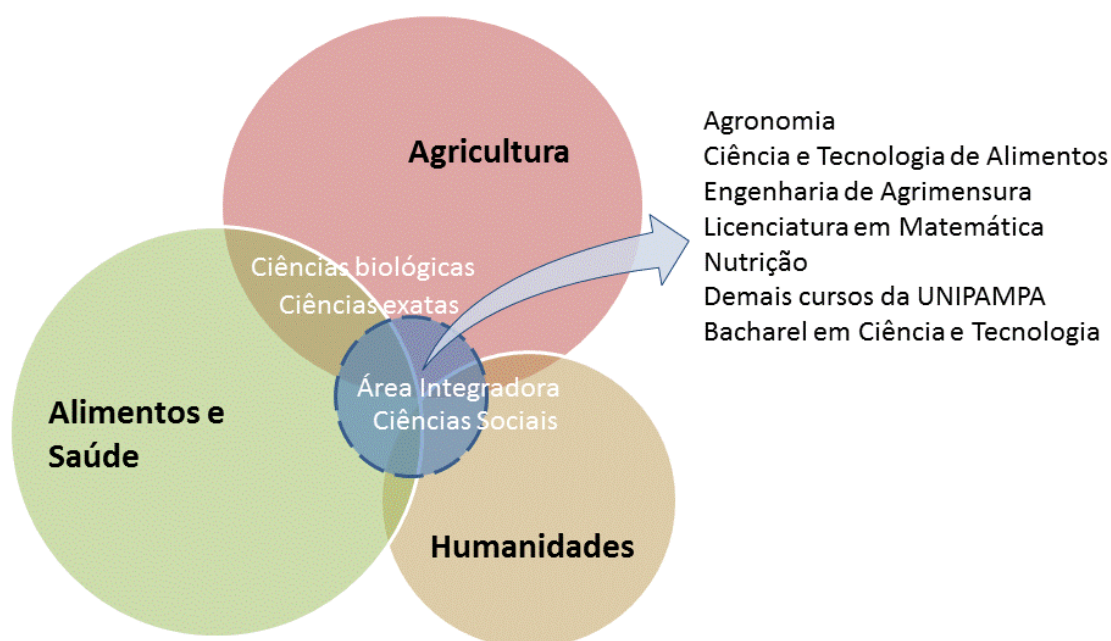 Agricultura
Ciências biológicas
Ciências exatas
Área Integradora
Ciências Sociais
Alimentos e
Saúde
Humanidades
Agronomia
Ciência e Tecnologia de Alimentos
Engenharia de Agrimensura
Licenciatura em Matemática
Nutrição
Demais cursos da UNIPAMPA
Bacharel em Ciência e Tecnologia